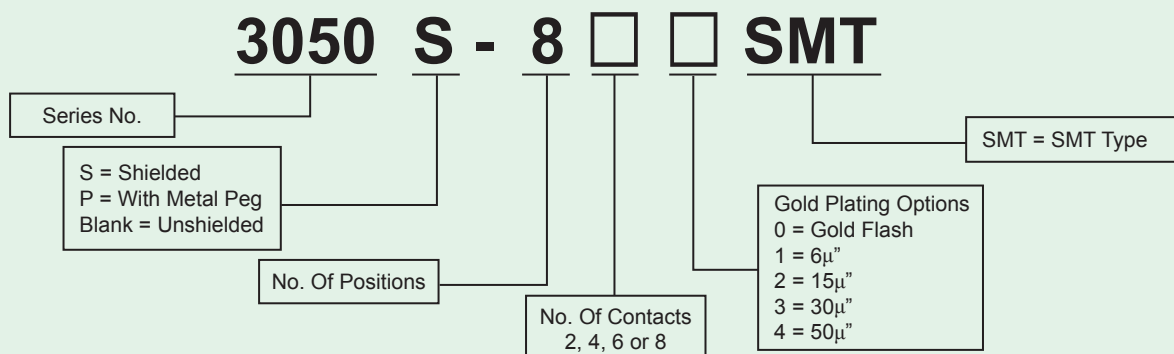 3050 S - 8 □ □ SMT
Series No.
S = Shielded
P = With Metal Peg
Blank = Unshielded
No. Of Positions
No. Of Contacts
2, 4, 6 or 8
Gold Plating Options
0 = Gold Flash
1 = 6µ”
2 = 15µ”
3 = 30µ”
4 = 50µ”
SMT = SMT Type